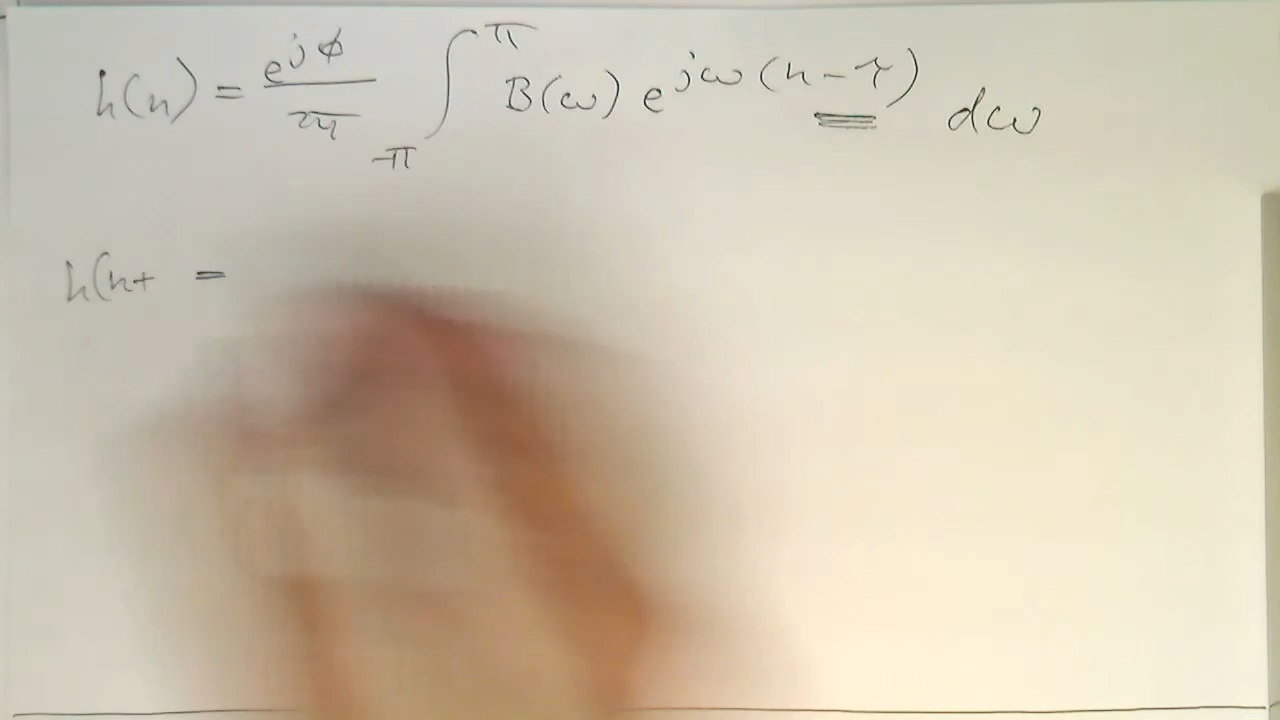 h(n) = e^{jϕ} / 2π ∫_{-π}^{π} B(ω) e^{jω(n-τ)} dω
h(n+ =